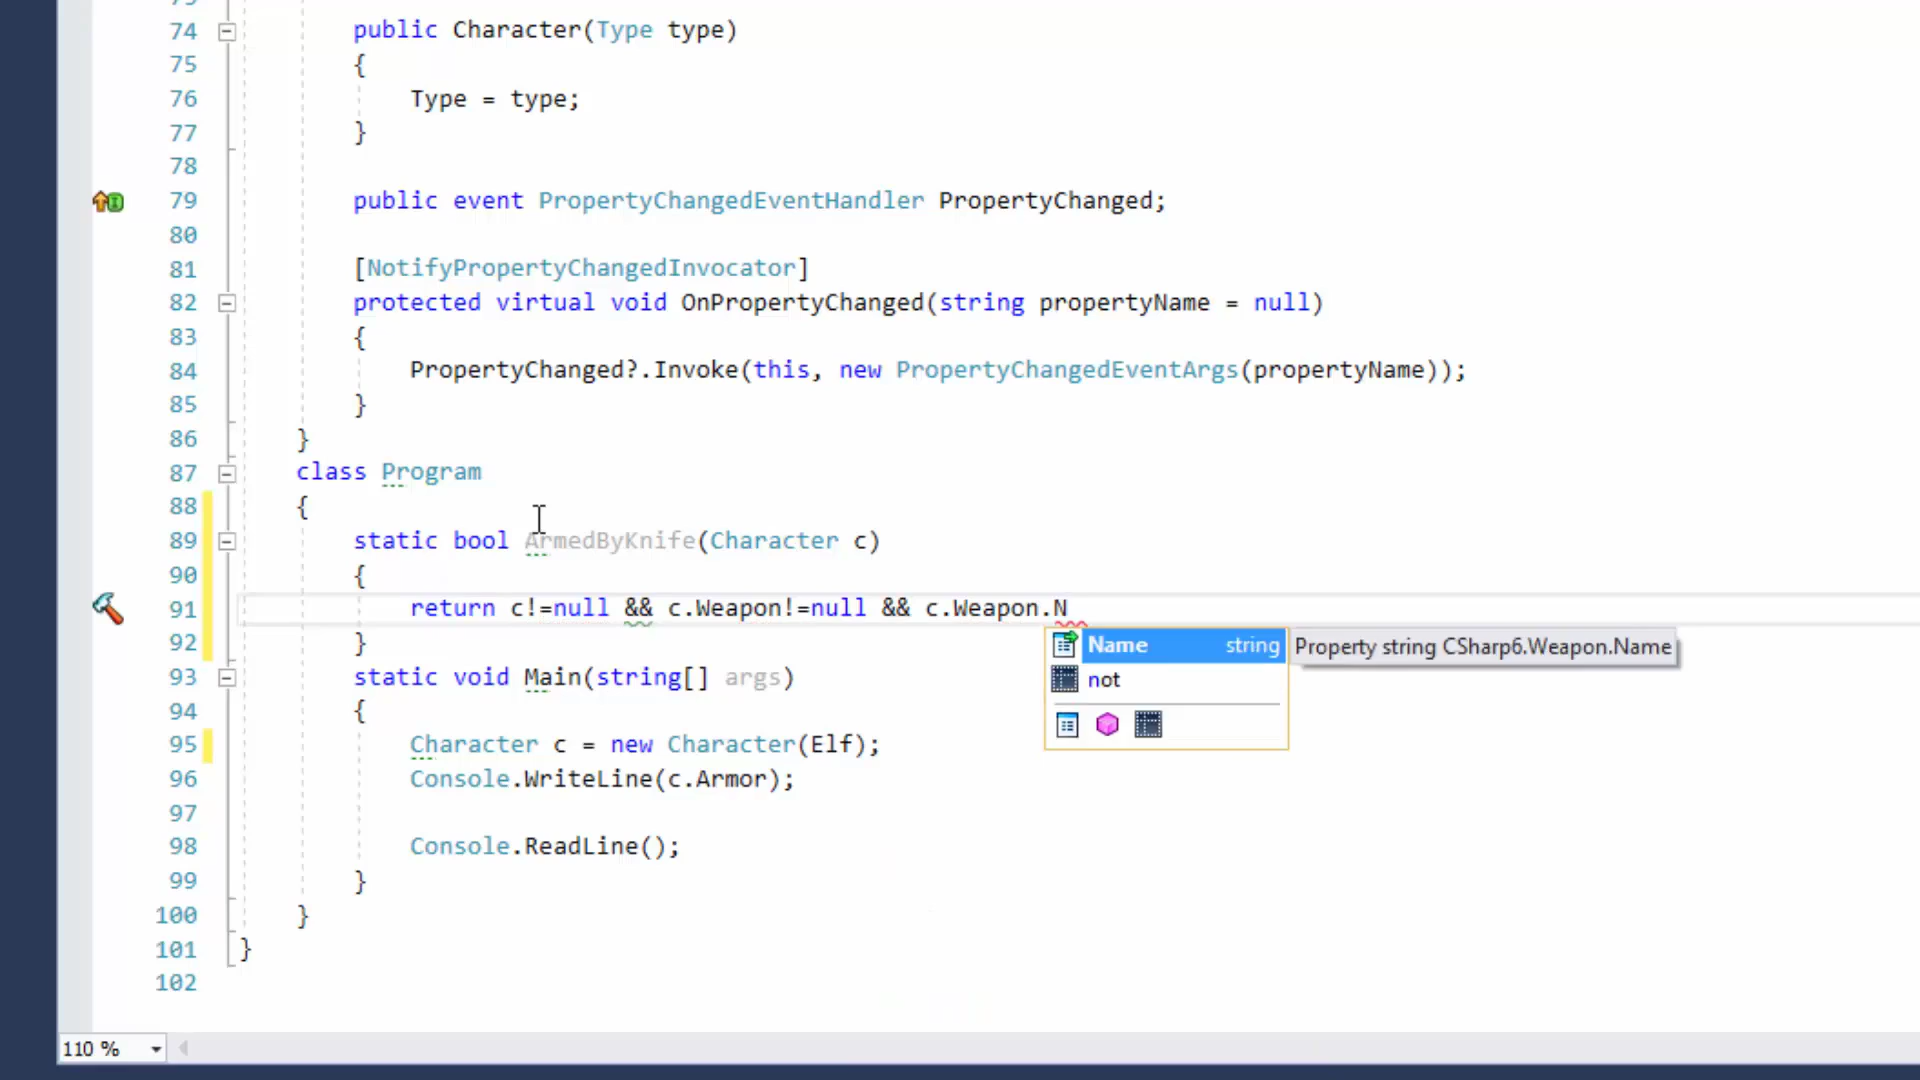 74 public Character(Type type)
75 {
76 Type = type;
77 }
78
79 public event PropertyChangedEventHandler PropertyChanged;
80
81 [NotifyPropertyChangedInvocator]
82 protected virtual void OnPropertyChanged(string propertyName = null)
83 {
84 PropertyChanged?.Invoke(this, new PropertyChangedEventArgs(propertyName));
85 }
86 }
87 class Program
88 {
89 static bool ArmedByKnife(Character c)
90 {
91 return c!=null && c.Weapon!=null && c.Weapon.N
92 }
Name string Property string CSharp6.Weapon.Name
93 static void Main(string[] args)
not
94 {
95 Character c = new Character(Elf);
96 Console.WriteLine(c.Armor);
97
98 Console.ReadLine();
99 }
100 }
101 }
102
110 %